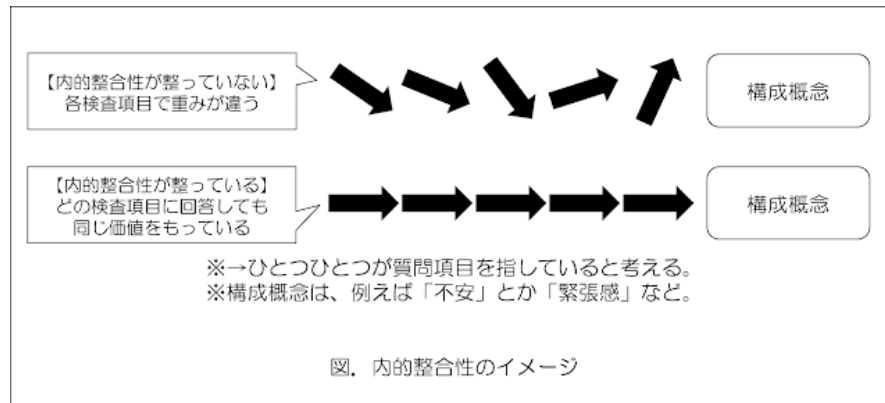 【内的整合性が整っていない】
各検査項目で重みが違う
構成概念
【内的整合性が整っている】
どの検査項目に回答しても
同じ価値をもっている
構成概念
※→ひとつひとつが質問項目を指していると考える。
※構成概念は、例えば「不安」とか「緊張感」など。
図．内的整合性のイメージ